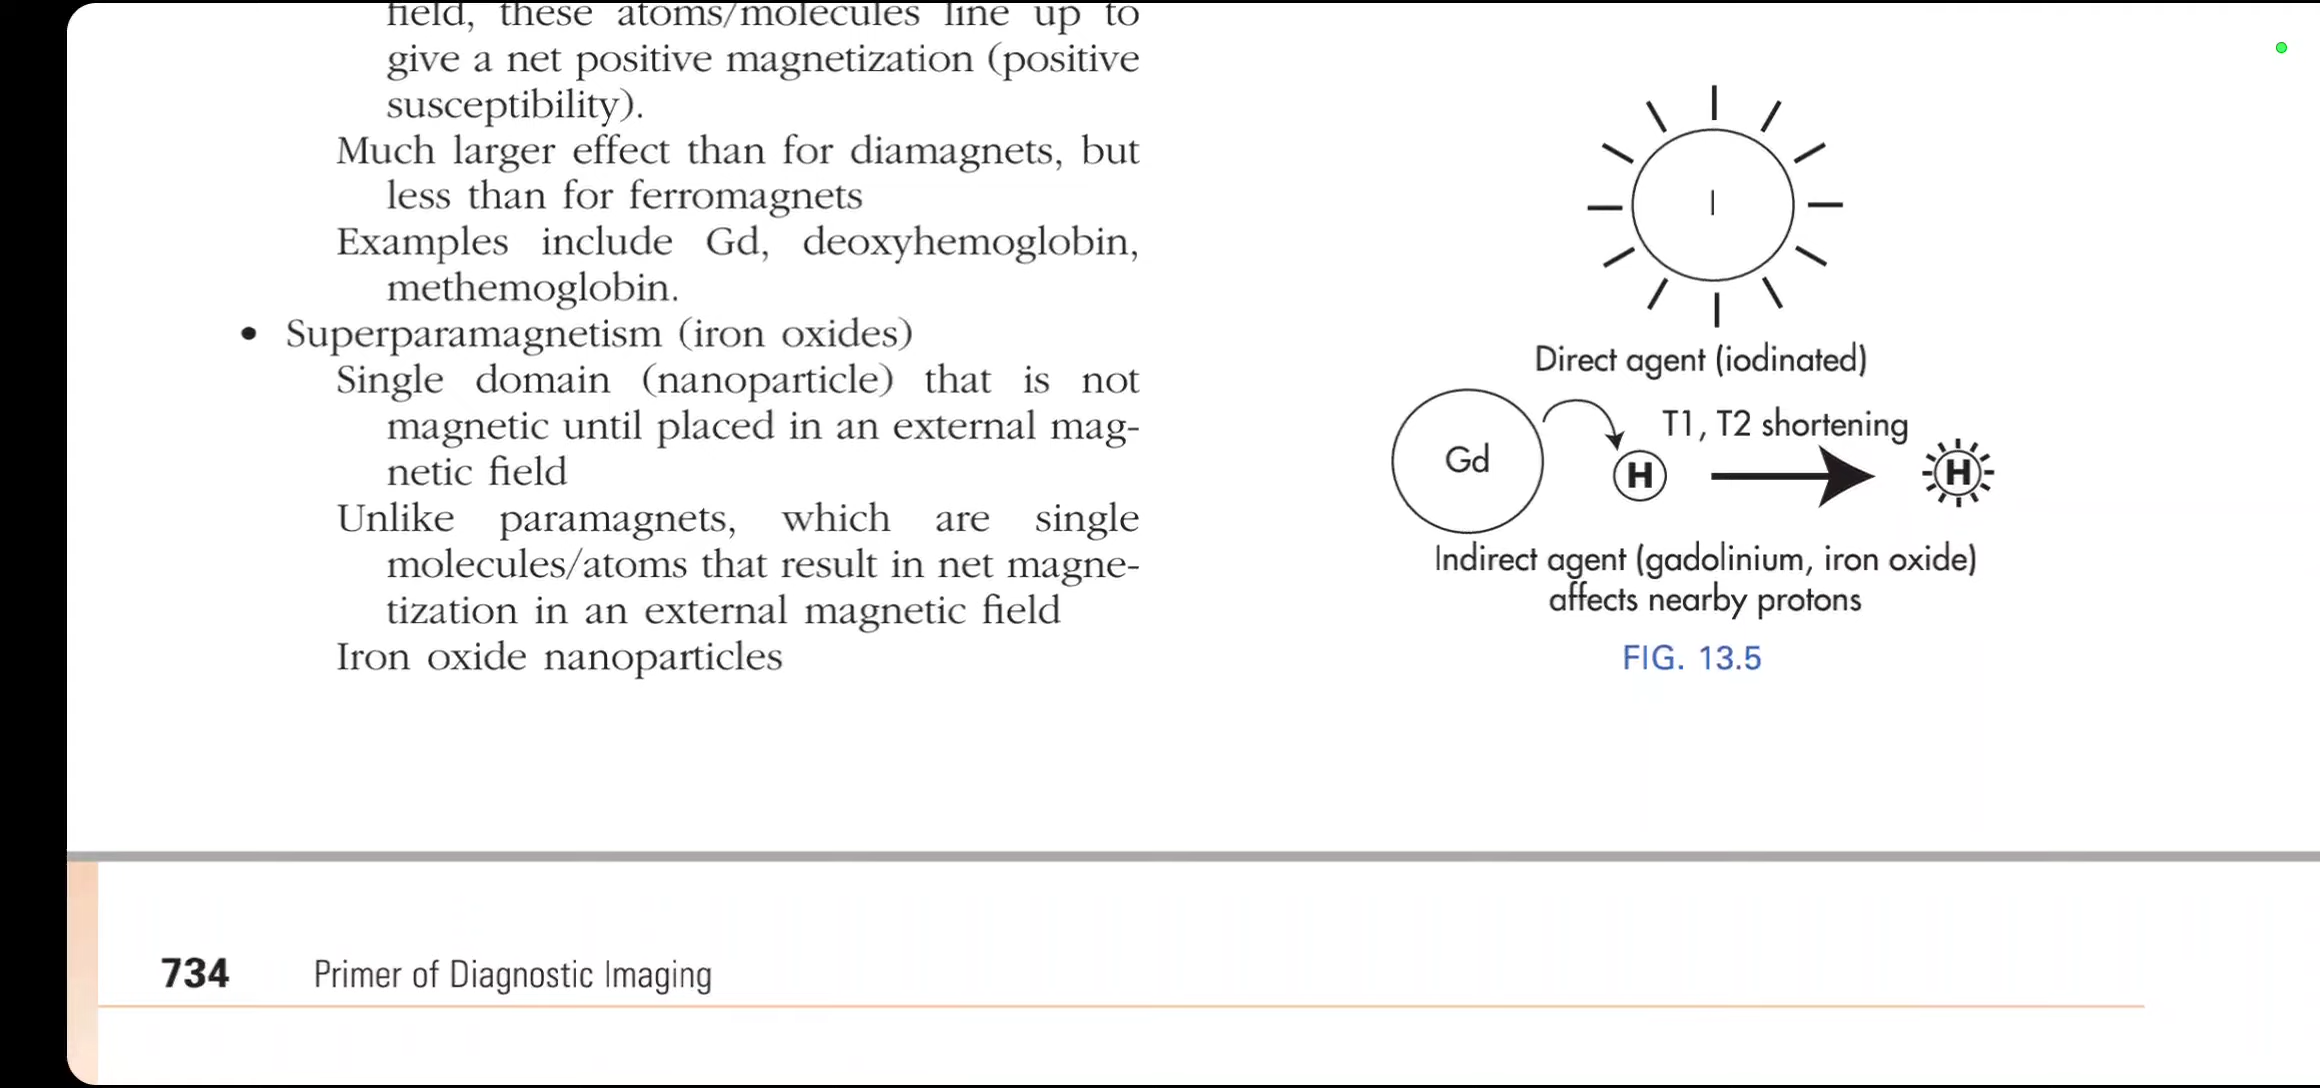 field, these atoms/molecules line up to
give a net positive magnetization (positive
susceptibility).
Much larger effect than for diamagnets, but
less than for ferromagnets
Examples include Gd, deoxyhemoglobin,
methemoglobin.
• Superparamagnetism (iron oxides)
Single domain (nanoparticle) that is not
magnetic until placed in an external mag-
netic field
Unlike paramagnets, which are single
molecules/atoms that result in net magne-
tization in an external magnetic field
Iron oxide nanoparticles
I
Direct agent (iodinated)
Gd
H
T1, T2 shortening
H
Indirect agent (gadolinium, iron oxide)
affects nearby protons
FIG. 13.5
734 Primer of Diagnostic Imaging